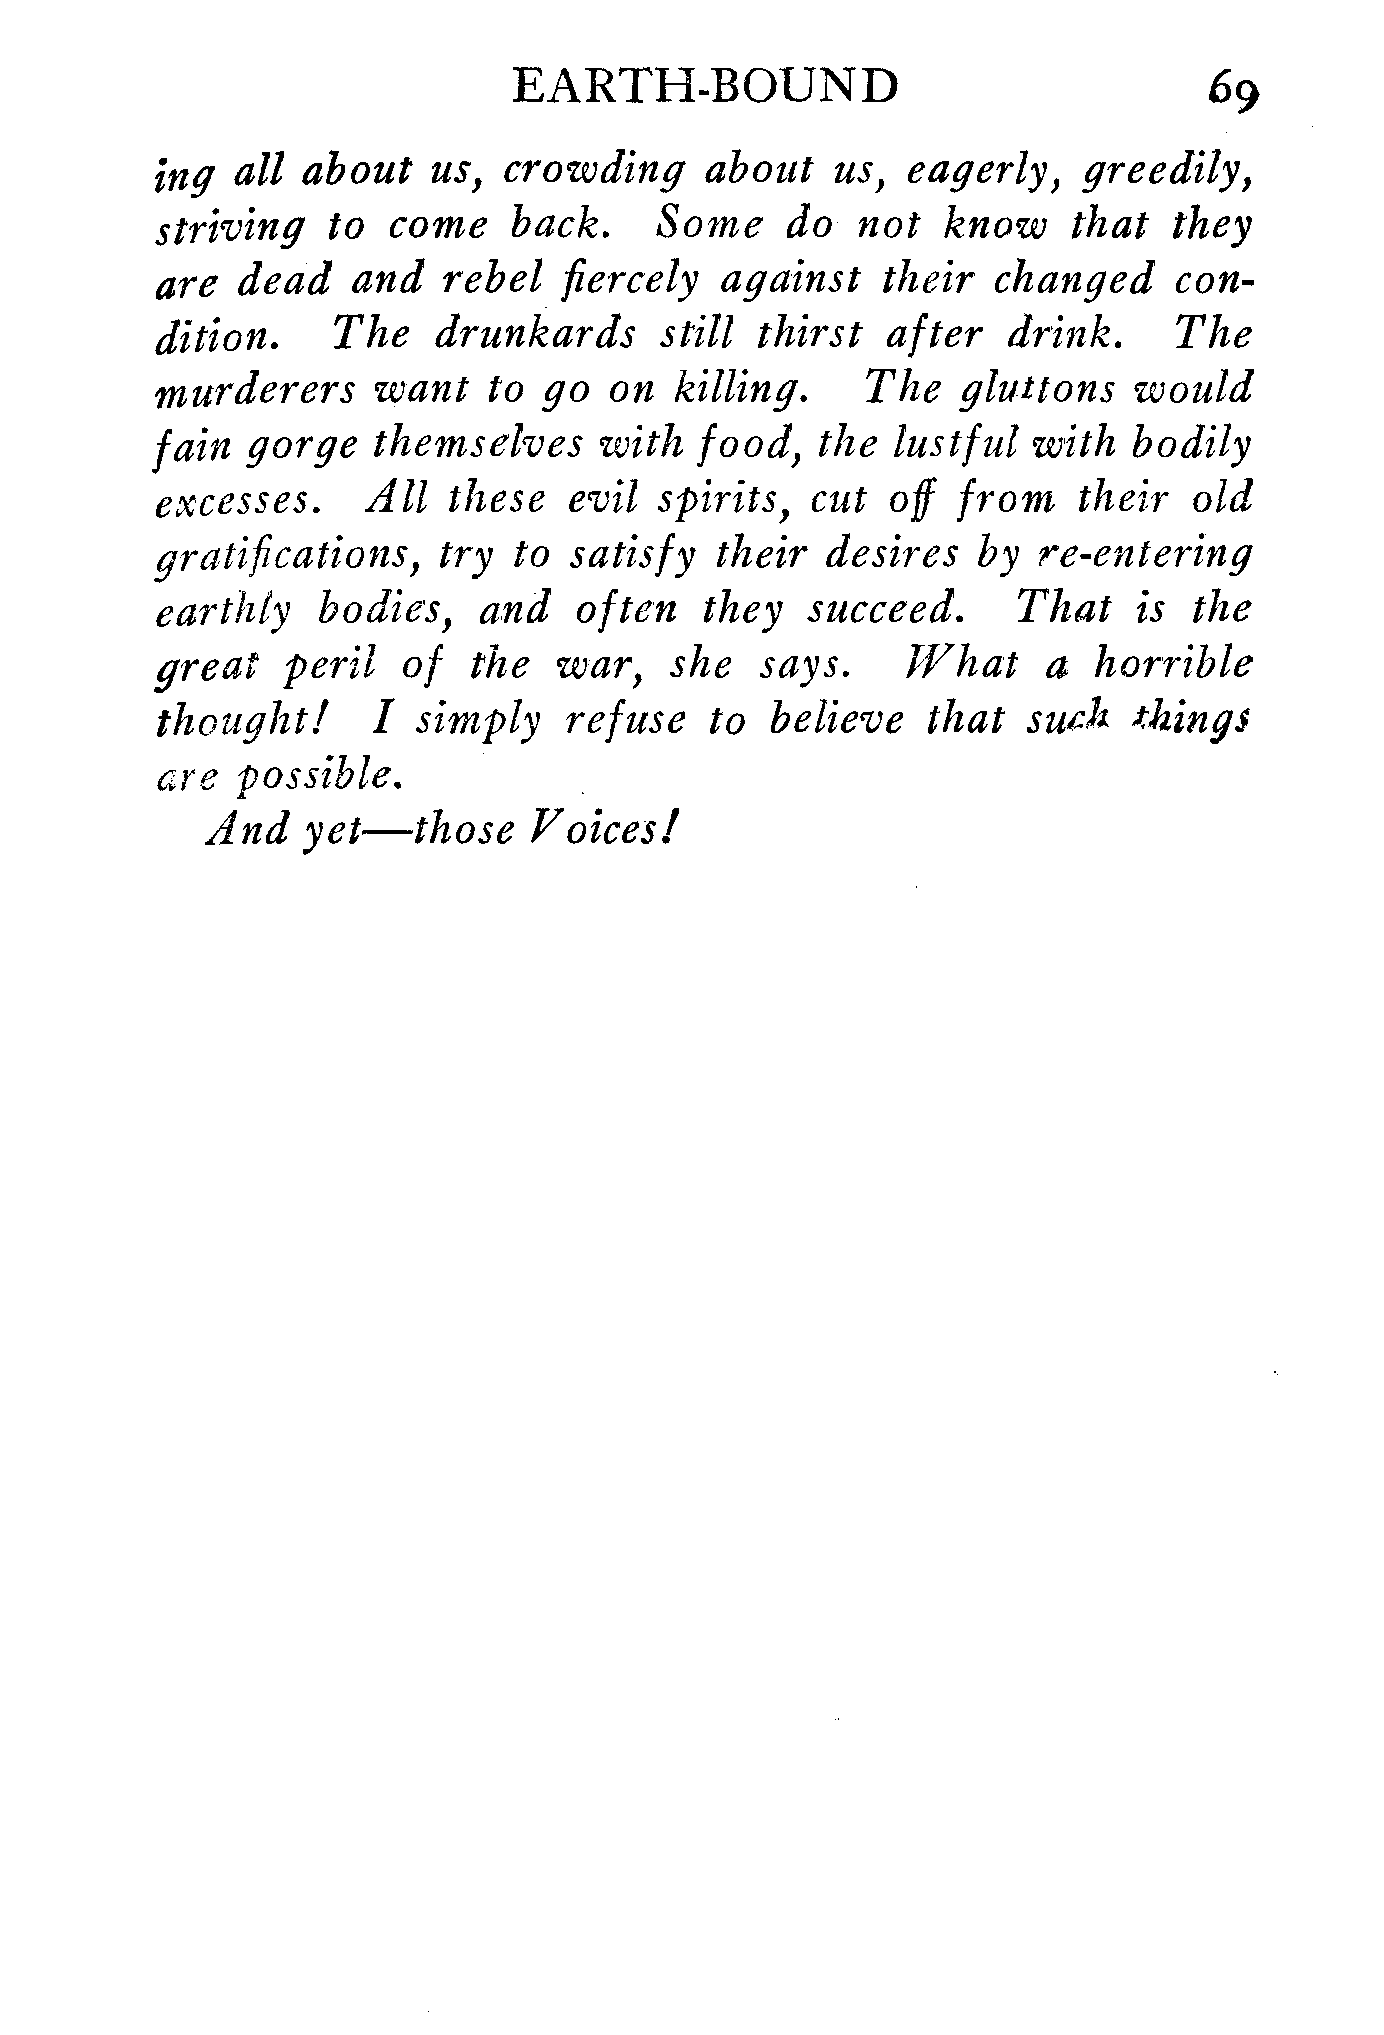 EARTH-BOUND 69
ing all about us, crowding about us, eagerly, greedily,
striving to come back. Some do not know that they
are dead and rebel fiercely against their changed con-
dition. The drunkards still thirst after drink. The
murderers want to go on killing. The gluttons would
fain gorge themselves with food, the lustful with bodily
excesses. All these evil spirits, cut off from their old
gratifications, try to satisfy their desires by re-entering
earthly bodies, and often they succeed. That is the
great peril of the war, she says. What a horrible
thought! I simply refuse to believe that such things
are possible.
And yet—those Voices!